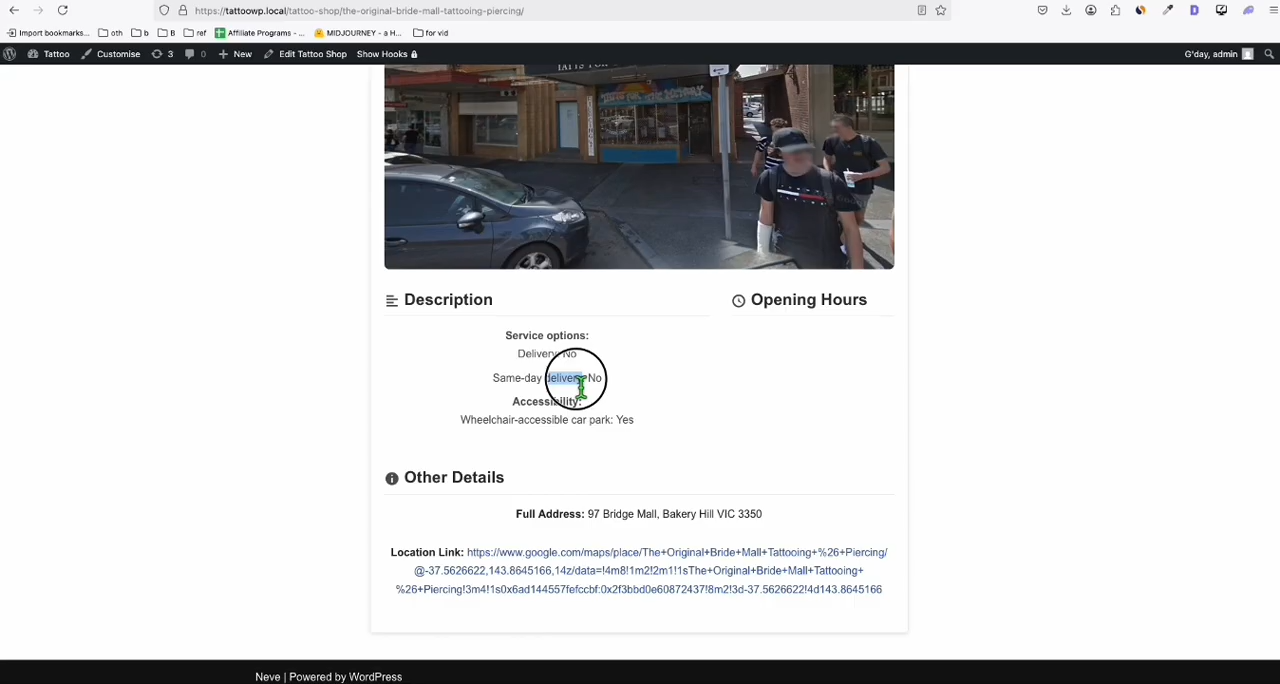 https://tattoowp.local/tattoo-shop/the-original-bride-mall-tattooing-piercing/
Import bookmarks... oth b B ref Affiliate Programs - ... MIDJOURNEY - a H... for vid
Tattoo Customise 3 0 New Edit Tattoo Shop Show Hooks G'day, admin
TATTS FOR
Description
Opening Hours
Service options:
Delivery: No
Same-day delivery: No
Accessibility:
Wheelchair-accessible car park: Yes
Other Details
Full Address: 97 Bridge Mall, Bakery Hill VIC 3350
Location Link: https://www.google.com/maps/place/The+Original+Bride+Mall+Tattooing+%26+Piercing/
@-37.5626622,143.8645166,14z/data=!4m8!1m2!2m1!1sThe+Original+Bride+Mall+Tattooing+
%26+Piercing!3m4!1s0x6ad144557fefccbf:0x2f3bbd0e60872437!8m2!3d-37.5626622!4d143.8645166
Neve | Powered by WordPress